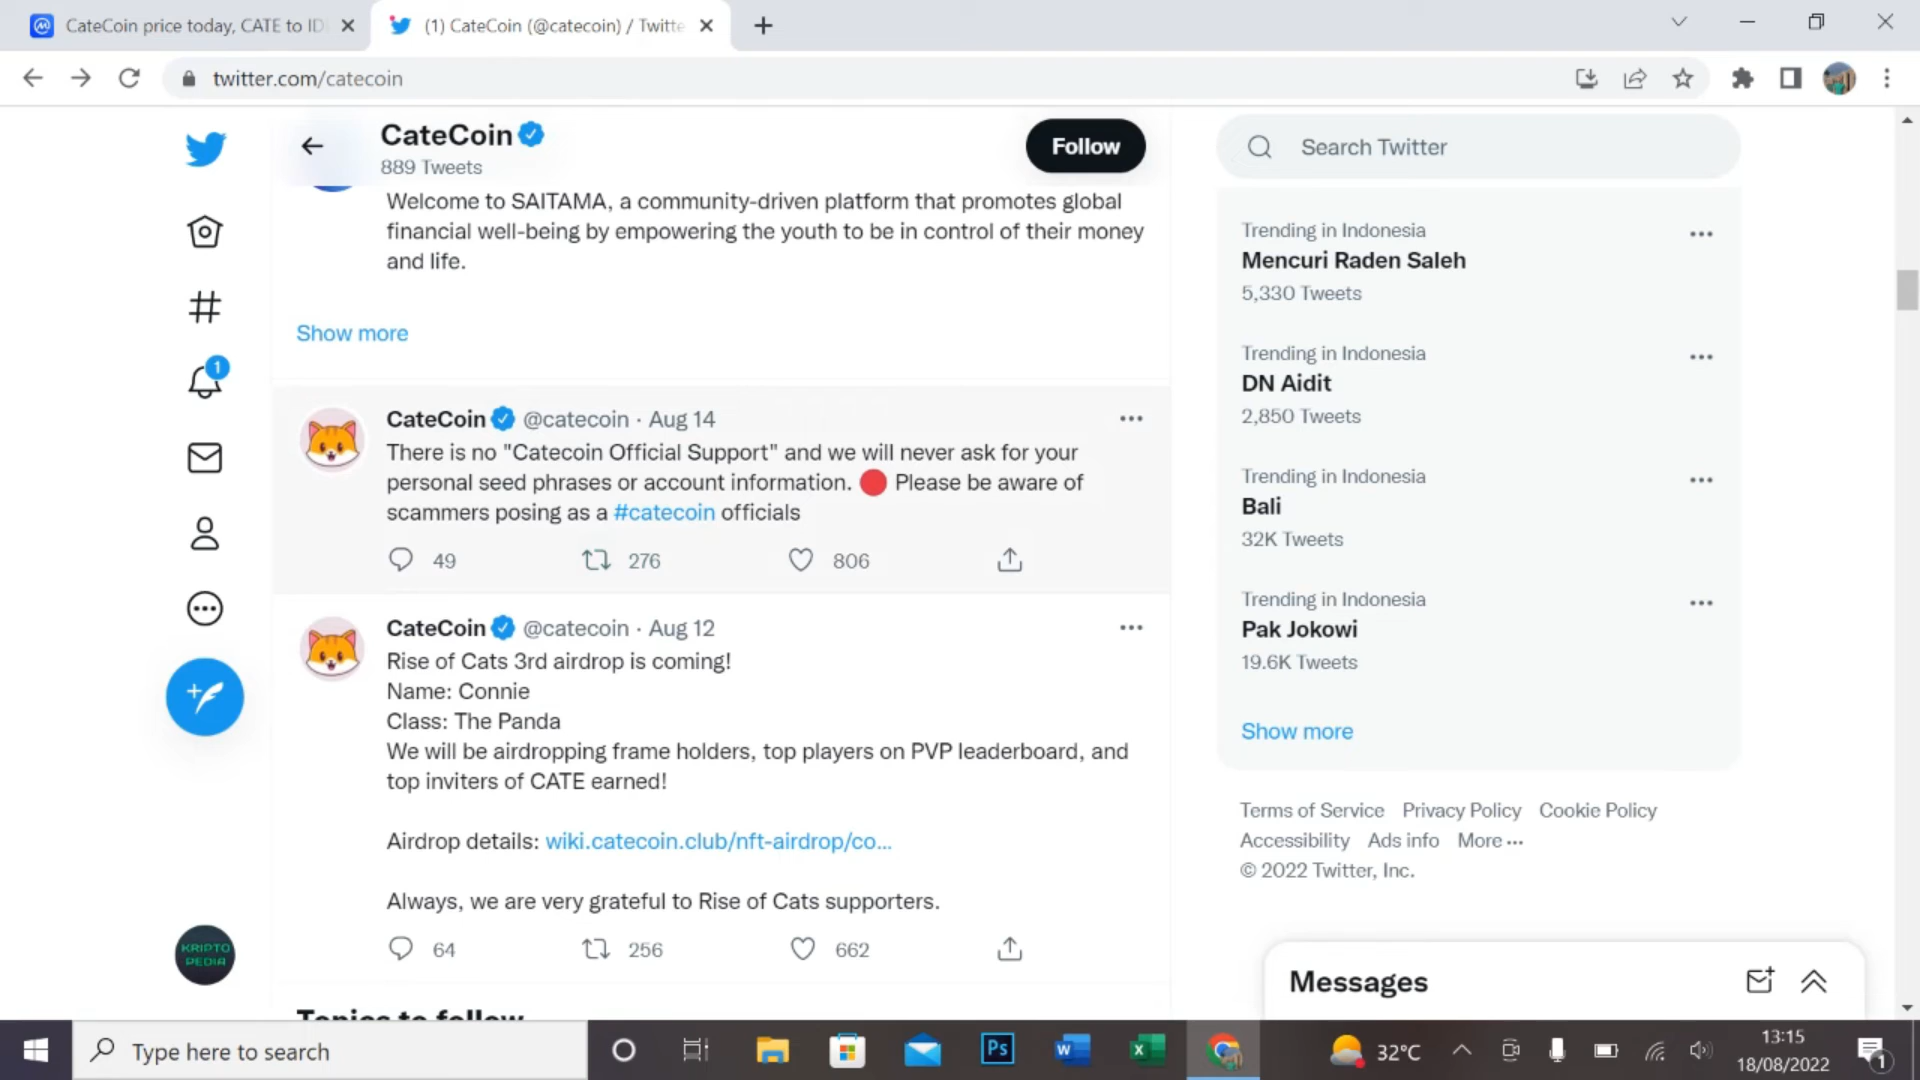 CateCoin price today, CATE to ID
(1) CateCoin (@catecoin) / Twitte
twitter.com/catecoin
CateCoin
889 Tweets
Follow
Welcome to SAITAMA, a community-driven platform that promotes global
financial well-being by empowering the youth to be in control of their money
and life.
Show more
1
CateCoin @catecoin · Aug 14
There is no "Catecoin Official Support" and we will never ask for your
personal seed phrases or account information. 🔴 Please be aware of
scammers posing as a #catecoin officials
49 276 806
CateCoin @catecoin · Aug 12
Rise of Cats 3rd airdrop is coming!
Name: Connie
Class: The Panda
We will be airdropping frame holders, top players on PVP leaderboard, and
top inviters of CATE earned!
Airdrop details: wiki.catecoin.club/nft-airdrop/co...
Always, we are very grateful to Rise of Cats supporters.
64 256 662
Topics to follow
KRIPTO
PEDIA
Search Twitter
Trending in Indonesia
Mencuri Raden Saleh
5,330 Tweets
Trending in Indonesia
DN Aidit
2,850 Tweets
Trending in Indonesia
Bali
32K Tweets
Trending in Indonesia
Pak Jokowi
19.6K Tweets
Show more
Terms of Service Privacy Policy Cookie Policy
Accessibility Ads info More ···
© 2022 Twitter, Inc.
Messages
Type here to search
Ps
W
X
32°C
13:15
18/08/2022
1